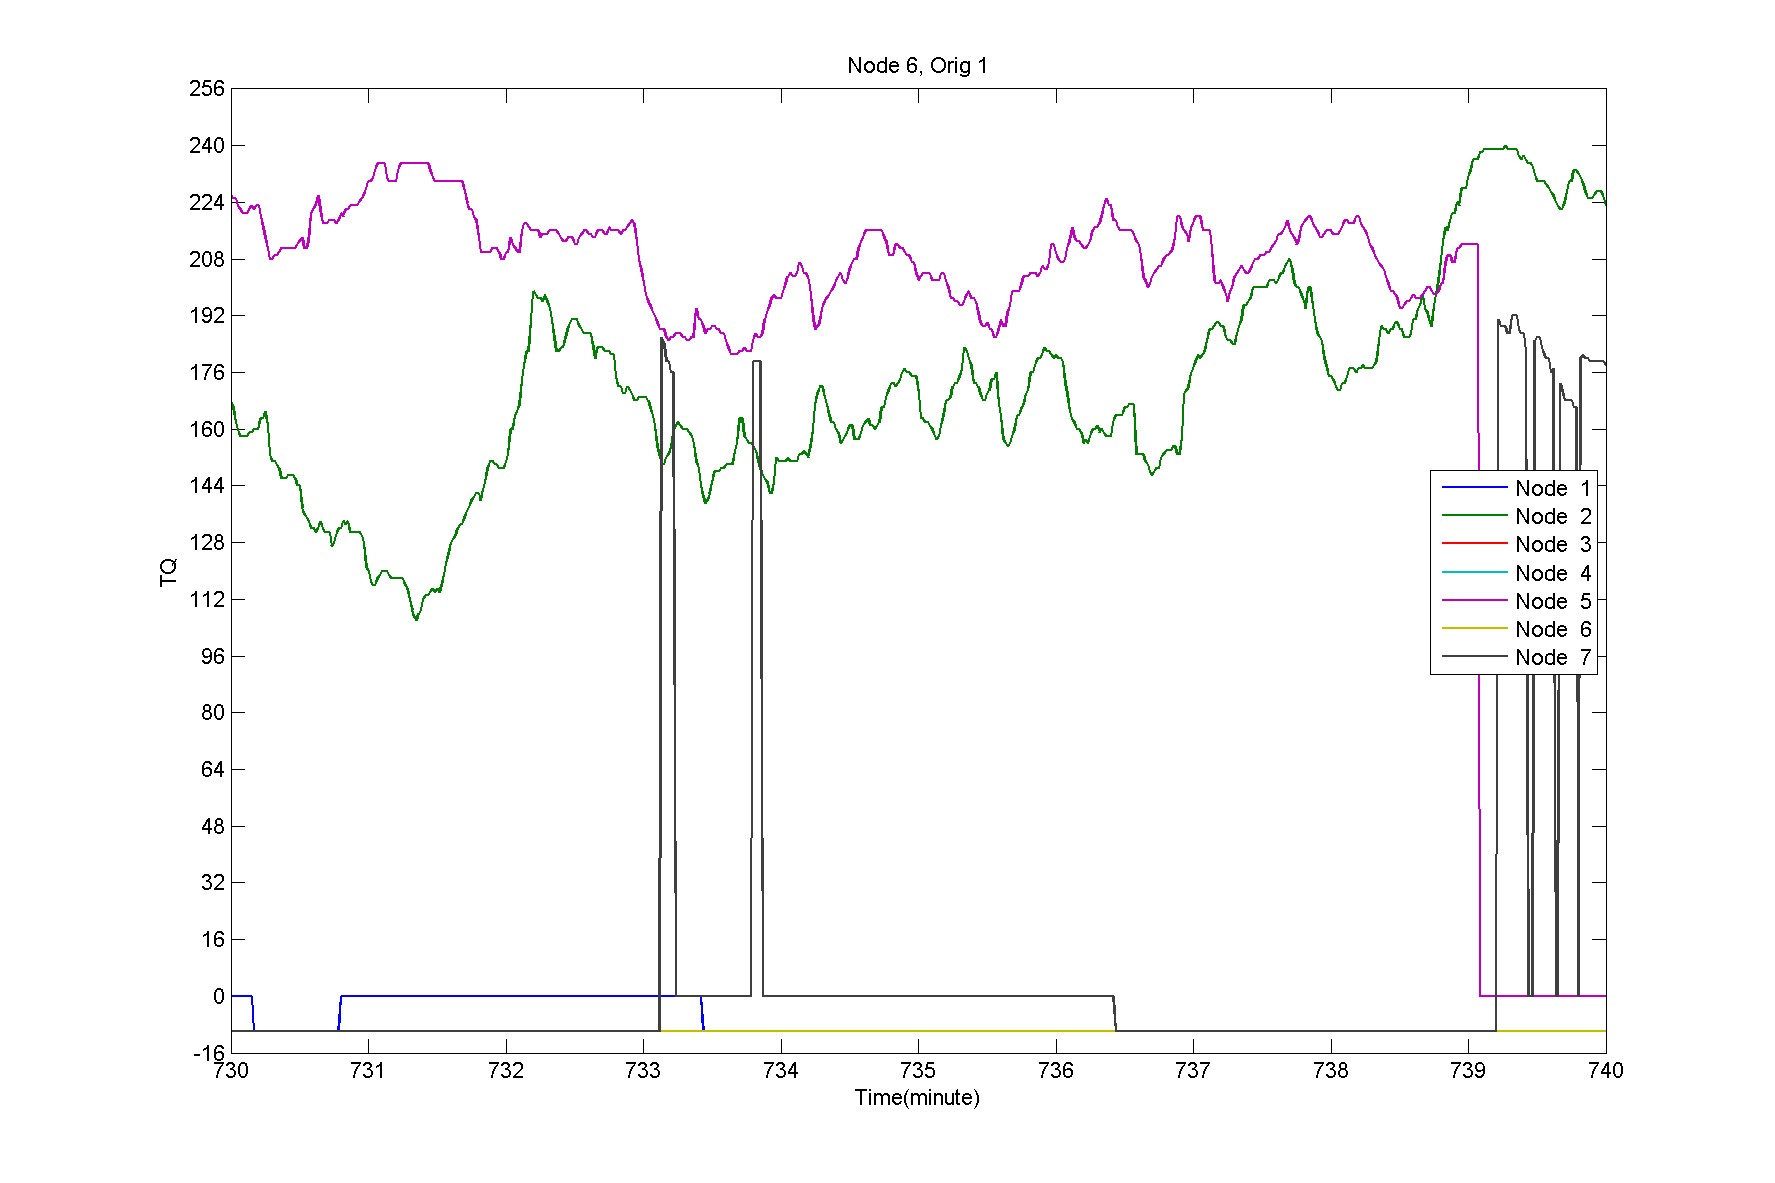 Node 6, Orig 1
256
240
224
208
192
176
160
144
128
112
96
80
64
48
32
16
0
-16
TQ
Node 1
Node 2
Node 3
Node 4
Node 5
Node 6
Node 7
730 731 732 733 734 735 736 737 738 739 740
Time(minute)